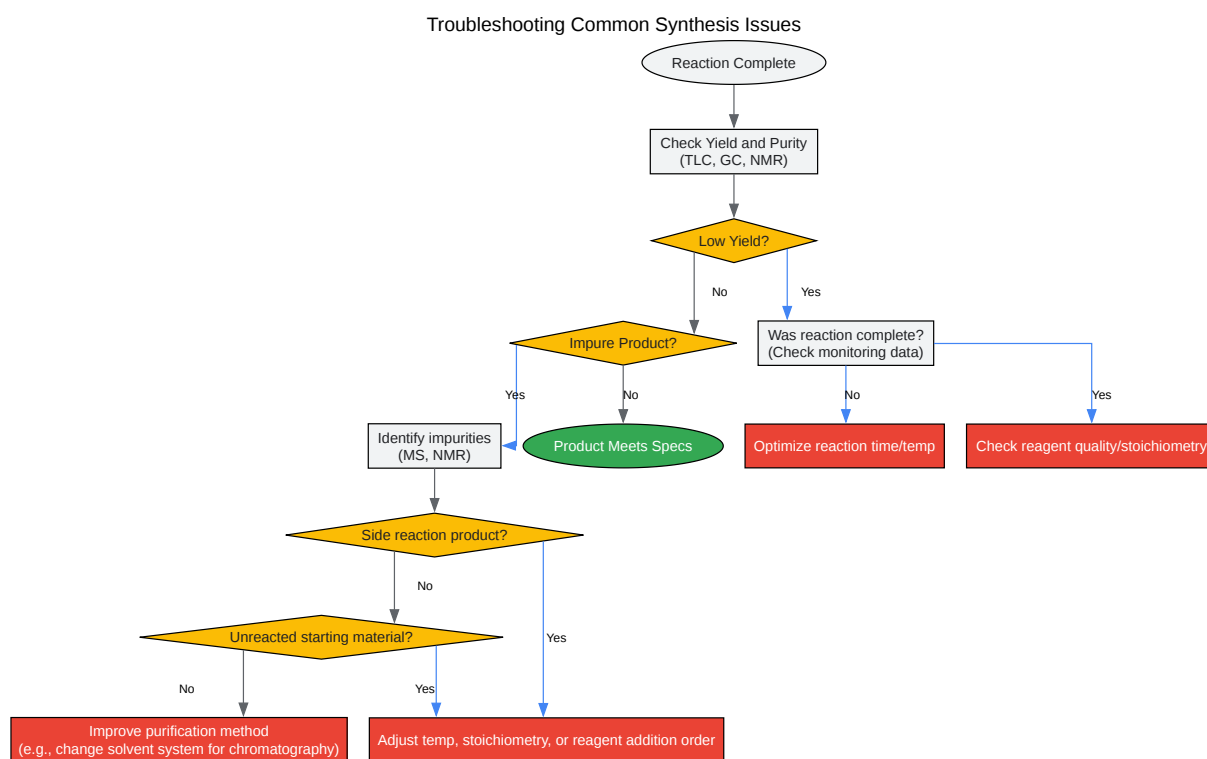 Troubleshooting Common Synthesis Issues
Reaction Complete
Check Yield and Purity
(TLC, GC, NMR)
Low Yield?
No
Yes
Impure Product?
Was reaction complete?
(Check monitoring data)
Yes
No
No
Yes
Identify impurities
(MS, NMR)
Product Meets Specs
Optimize reaction time/temp
Check reagent quality/stoichiometry
Side reaction product?
No
Unreacted starting material?
Yes
No
Yes
Improve purification method
(e.g., change solvent system for chromatography)
Adjust temp, stoichiometry, or reagent addition order